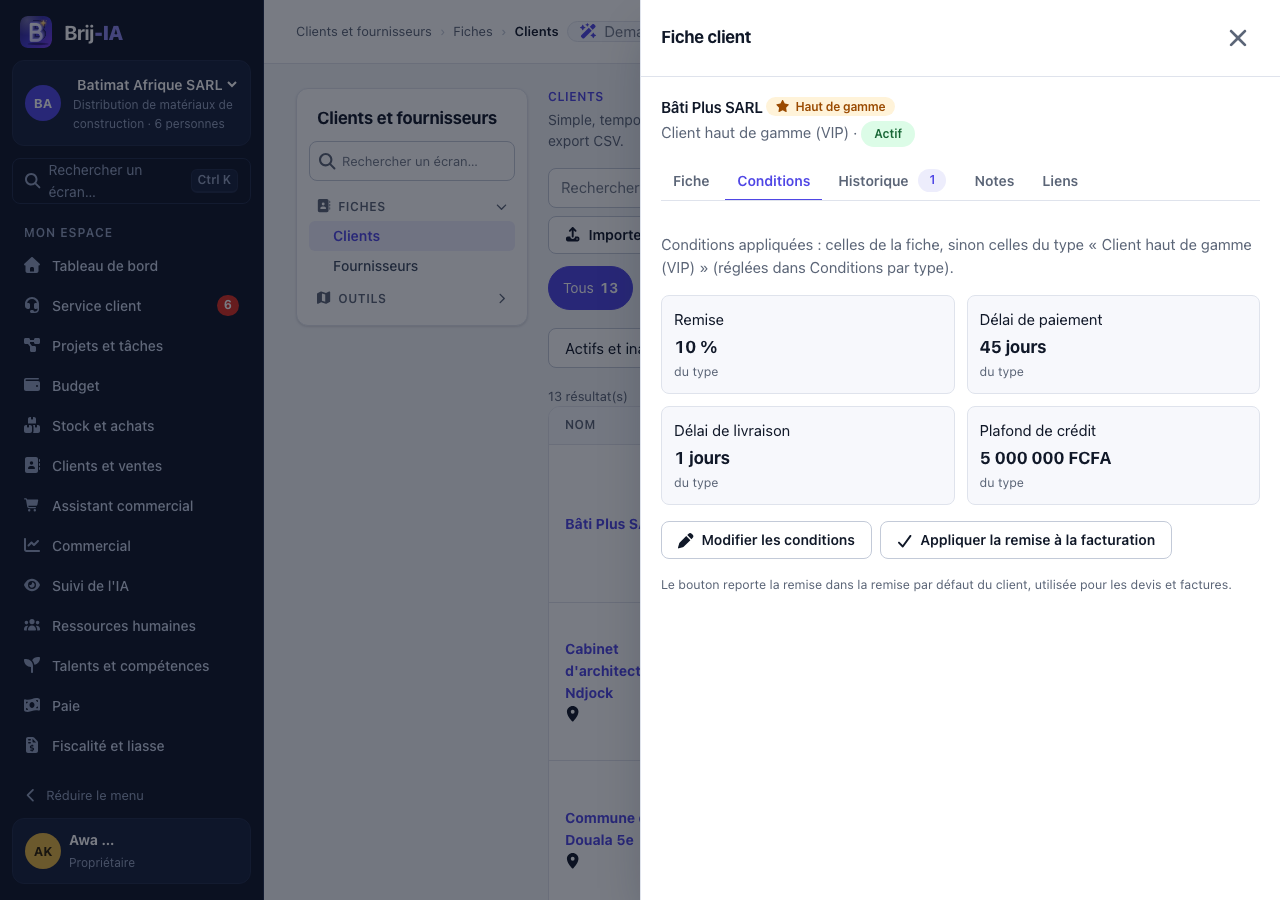 Brij-IA
BA
Batimat Afrique SARL
Distribution de matériaux de
construction · 6 personnes
Rechercher un
écran...
Ctrl K
MON ESPACE
Tableau de bord
Service client
6
Projets et tâches
Budget
Stock et achats
Clients et ventes
Assistant commercial
Commercial
Suivi de l'IA
Ressources humaines
Talents et compétences
Paie
Fiscalité et liasse
Réduire le menu
AK
Awa ...
Propriétaire
Clients et fournisseurs › Fiches › Clients
Clients et fournisseurs
Rechercher un écran...
FICHES
Clients
Fournisseurs
OUTILS
CLIENTS
export CSV.
Rechercher
Tous 13
13 résultat(s)
NOM
Bâti Plus
Cabinet
Ndjock
Commune
Douala 5e
Fiche client
Bâti Plus SARL
Haut de gamme
Client haut de gamme (VIP) ·
Actif
Fiche
Conditions
Historique
1
Notes
Liens
Conditions appliquées : celles de la fiche, sinon celles du type « Client haut de gamme
(VIP) » (réglées dans Conditions par type).
Remise
10 %
du type
Délai de paiement
45 jours
du type
Délai de livraison
1 jours
du type
Plafond de crédit
5 000 000 FCFA
du type
Modifier les conditions
Appliquer la remise à la facturation
Le bouton reporte la remise dans la remise par défaut du client, utilisée pour les devis et factures.